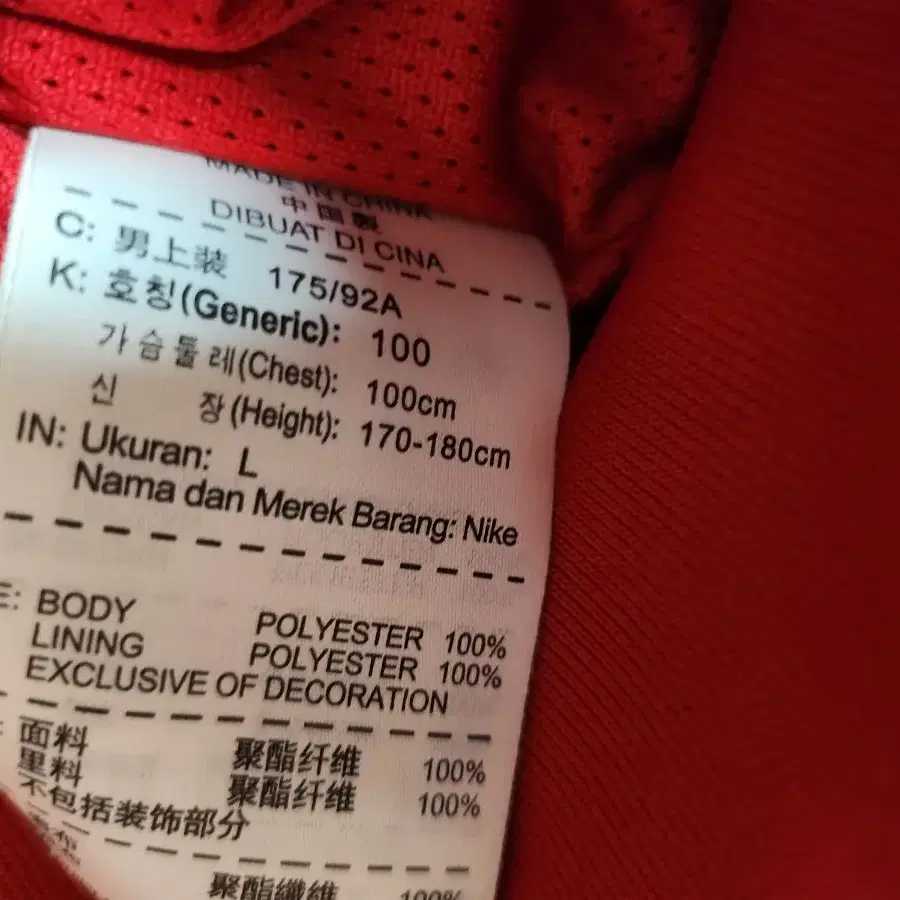 MADE IN CHINA
中国製
DIBUAT DI CINA
C: 男上装 175/92A
K: 호칭(Generic): 100
가슴둘레(Chest): 100cm
신 장(Height): 170-180cm
IN: Ukuran: L
Nama dan Merek Barang: Nike
E: BODY POLYESTER 100%
LINING POLYESTER 100%
EXCLUSIVE OF DECORATION
面料 聚酯纤维 100%
里料 聚酯纤维 100%
不包括装饰部分
聚酯纖維 100%